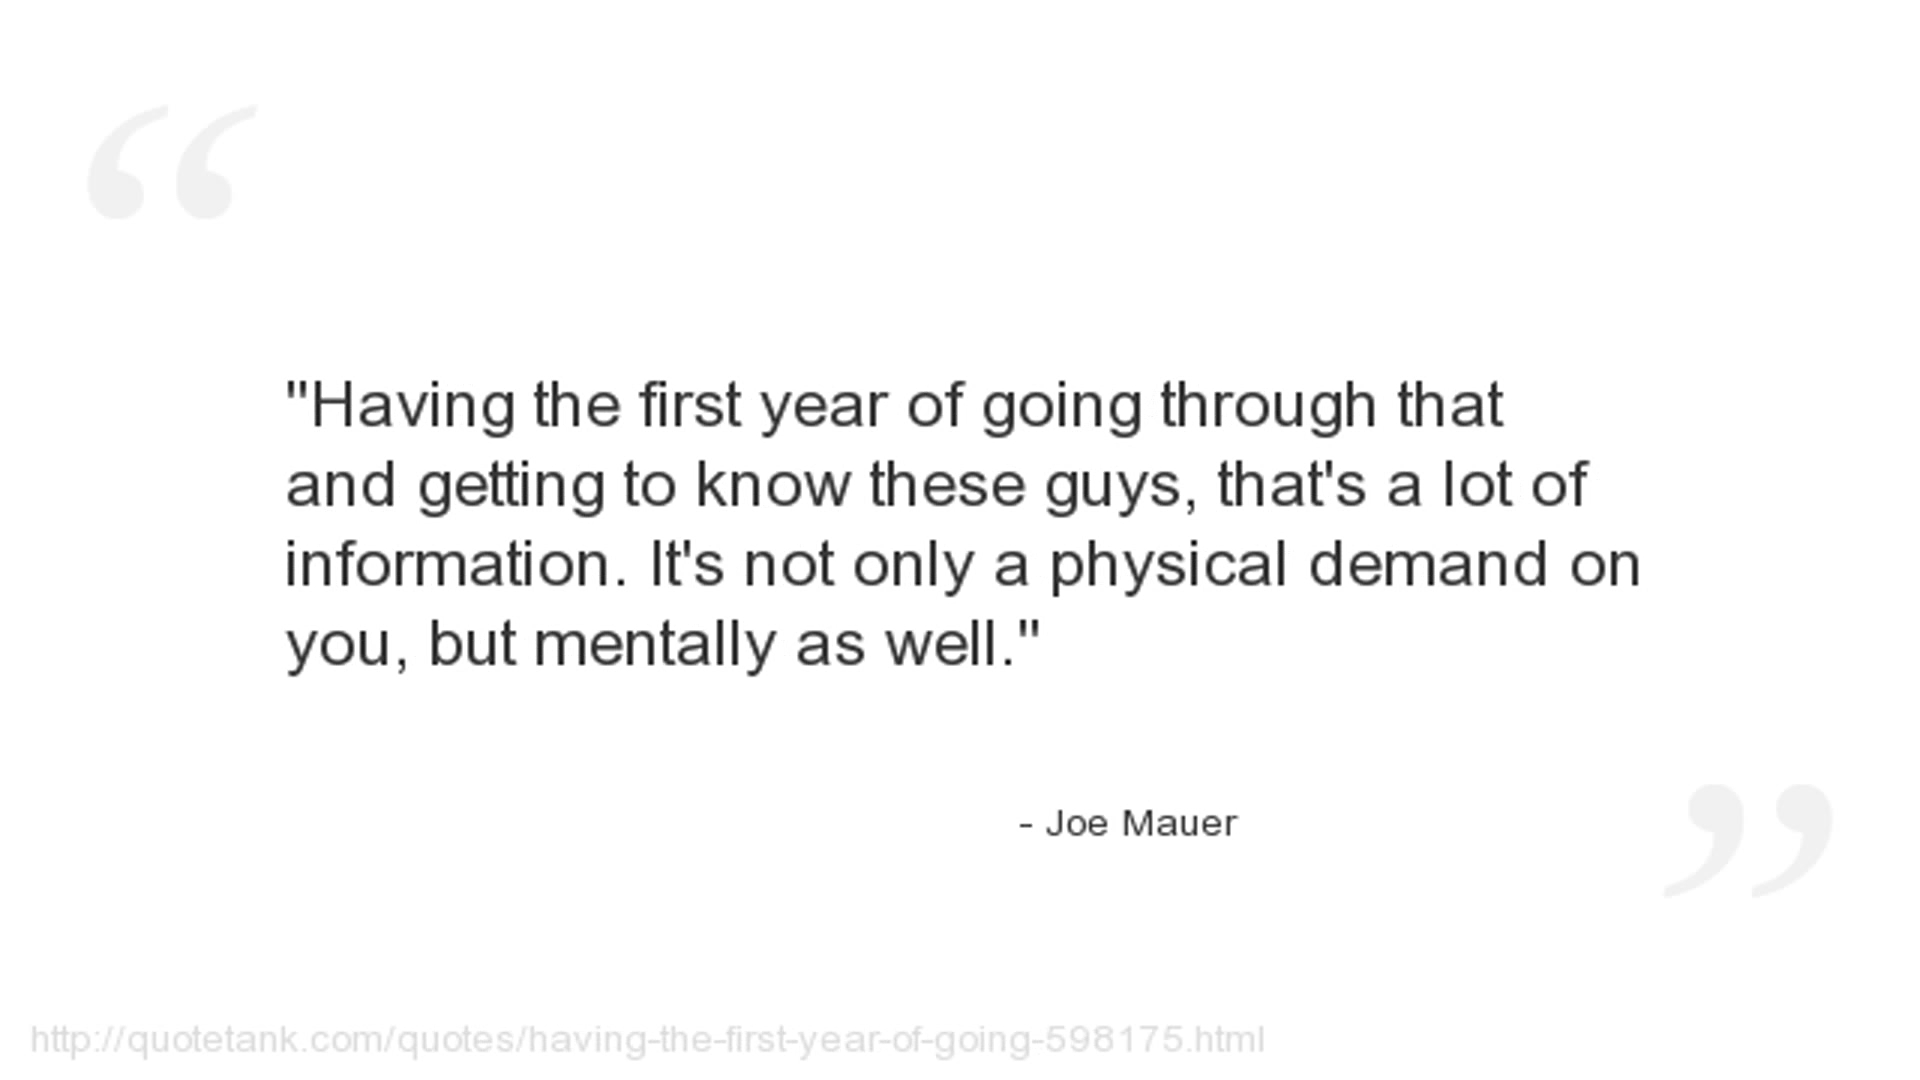 "Having the first year of going through that
and getting to know these guys, that's a lot of
information. It's not only a physical demand on
you, but mentally as well."
- Joe Mauer
http://quotetank.com/quotes/having-the-first-year-of-going-598175.html